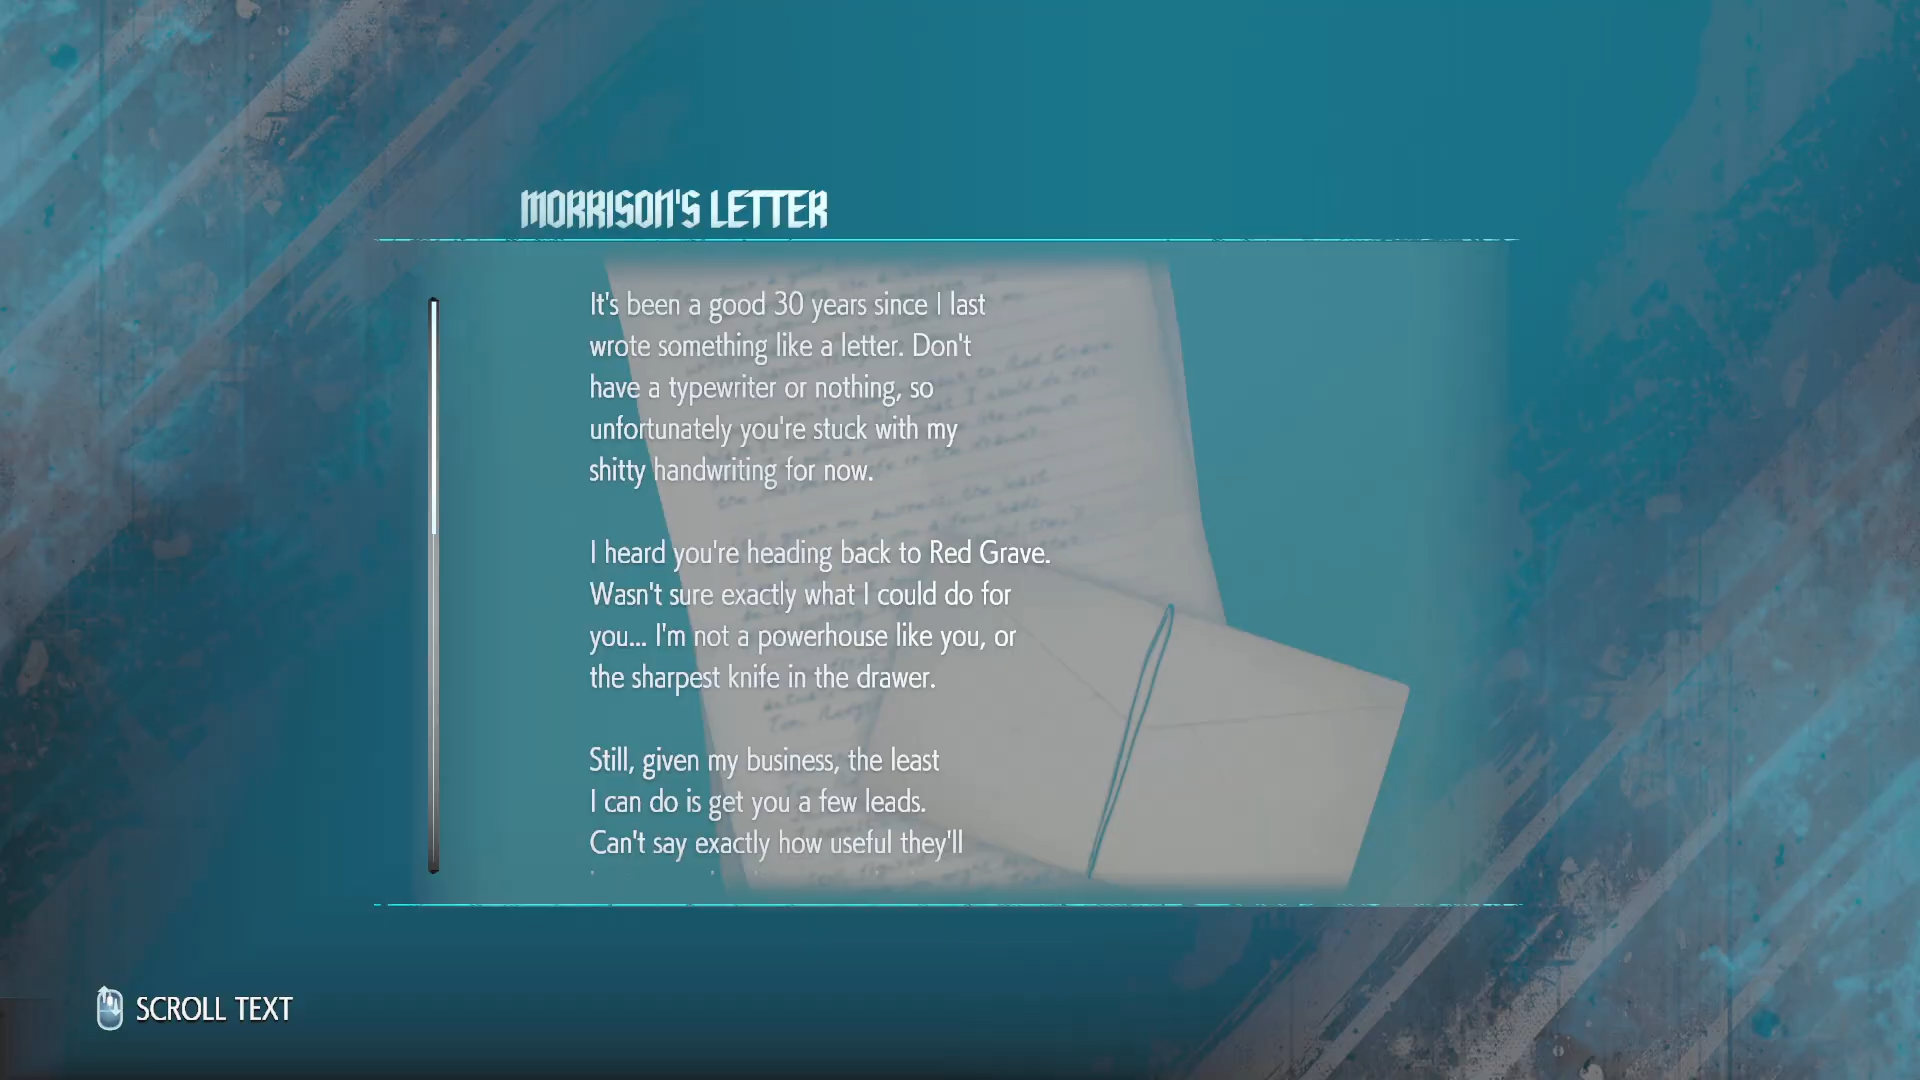 MORRISON'S LETTER
It's been a good 30 years since I last
wrote something like a letter. Don't
have a typewriter or nothing, so
unfortunately you're stuck with my
shitty handwriting for now.
I heard you're heading back to Red Grave.
Wasn't sure exactly what I could do for
you... I'm not a powerhouse like you, or
the sharpest knife in the drawer.
Still, given my business, the least
I can do is get you a few leads.
Can't say exactly how useful they'll
SCROLL TEXT